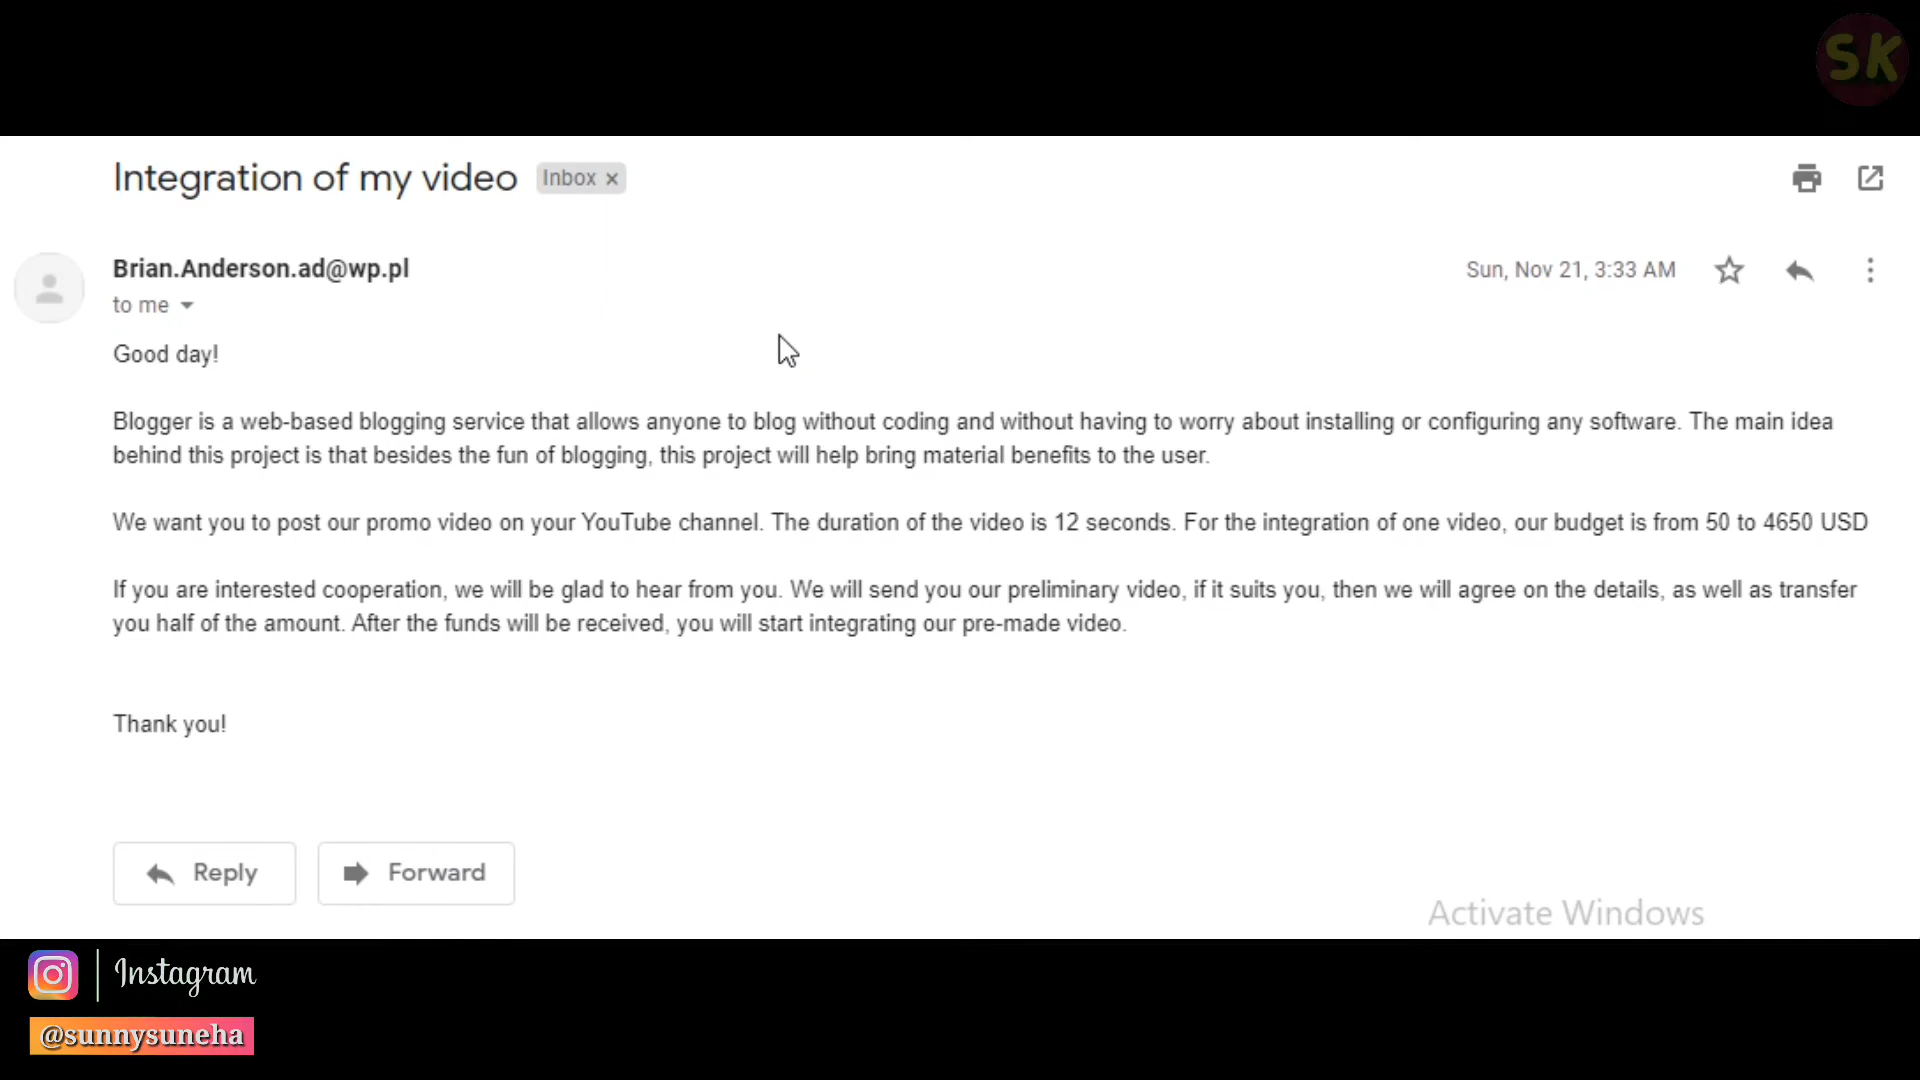 SK
Integration of my video Inbox ×
Brian.Anderson.ad@wp.pl Sun, Nov 21, 3:33 AM
to me
Good day!
Blogger is a web-based blogging service that allows anyone to blog without coding and without having to worry about installing or configuring any software. The main idea
behind this project is that besides the fun of blogging, this project will help bring material benefits to the user.
We want you to post our promo video on your YouTube channel. The duration of the video is 12 seconds. For the integration of one video, our budget is from 50 to 4650 USD
If you are interested cooperation, we will be glad to hear from you. We will send you our preliminary video, if it suits you, then we will agree on the details, as well as transfer
you half of the amount. After the funds will be received, you will start integrating our pre-made video.
Thank you!
Reply Forward
Activate Windows
Instagram
@sunnysuneha